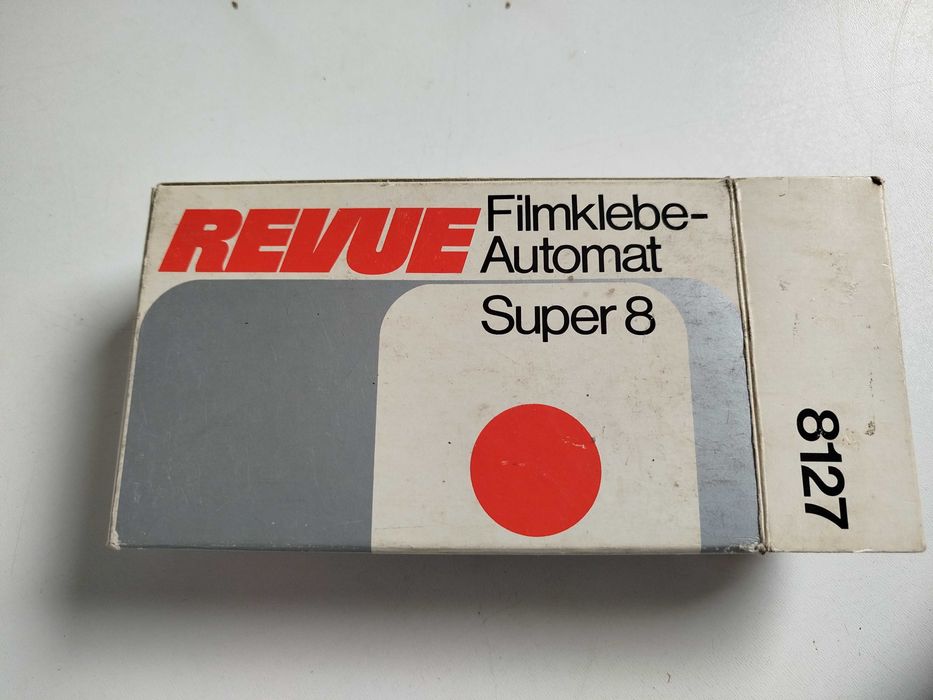 REVUE
Filmklebe-
Automat
Super 8
8127